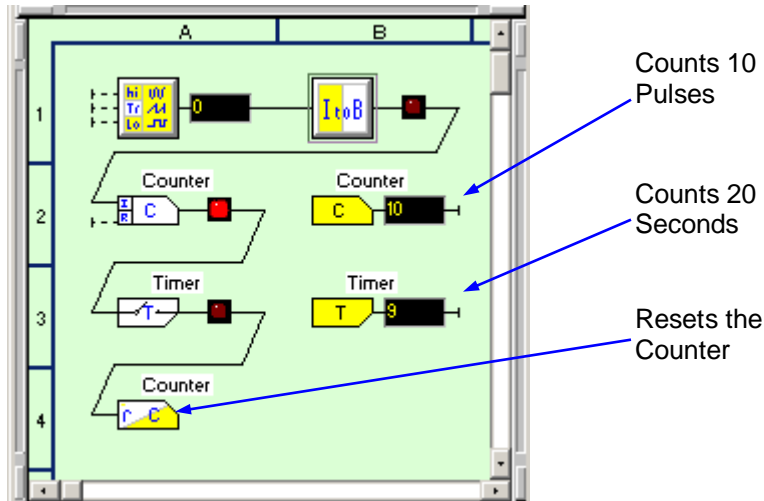 A B
1
hi
Tr
Lo
0
I to B
Counts 10
Pulses
Counter Counter
2
I
R
C
C
10
Counts 20
Seconds
Timer Timer
3
T
T
9
Resets the
Counter
Counter
4
r C